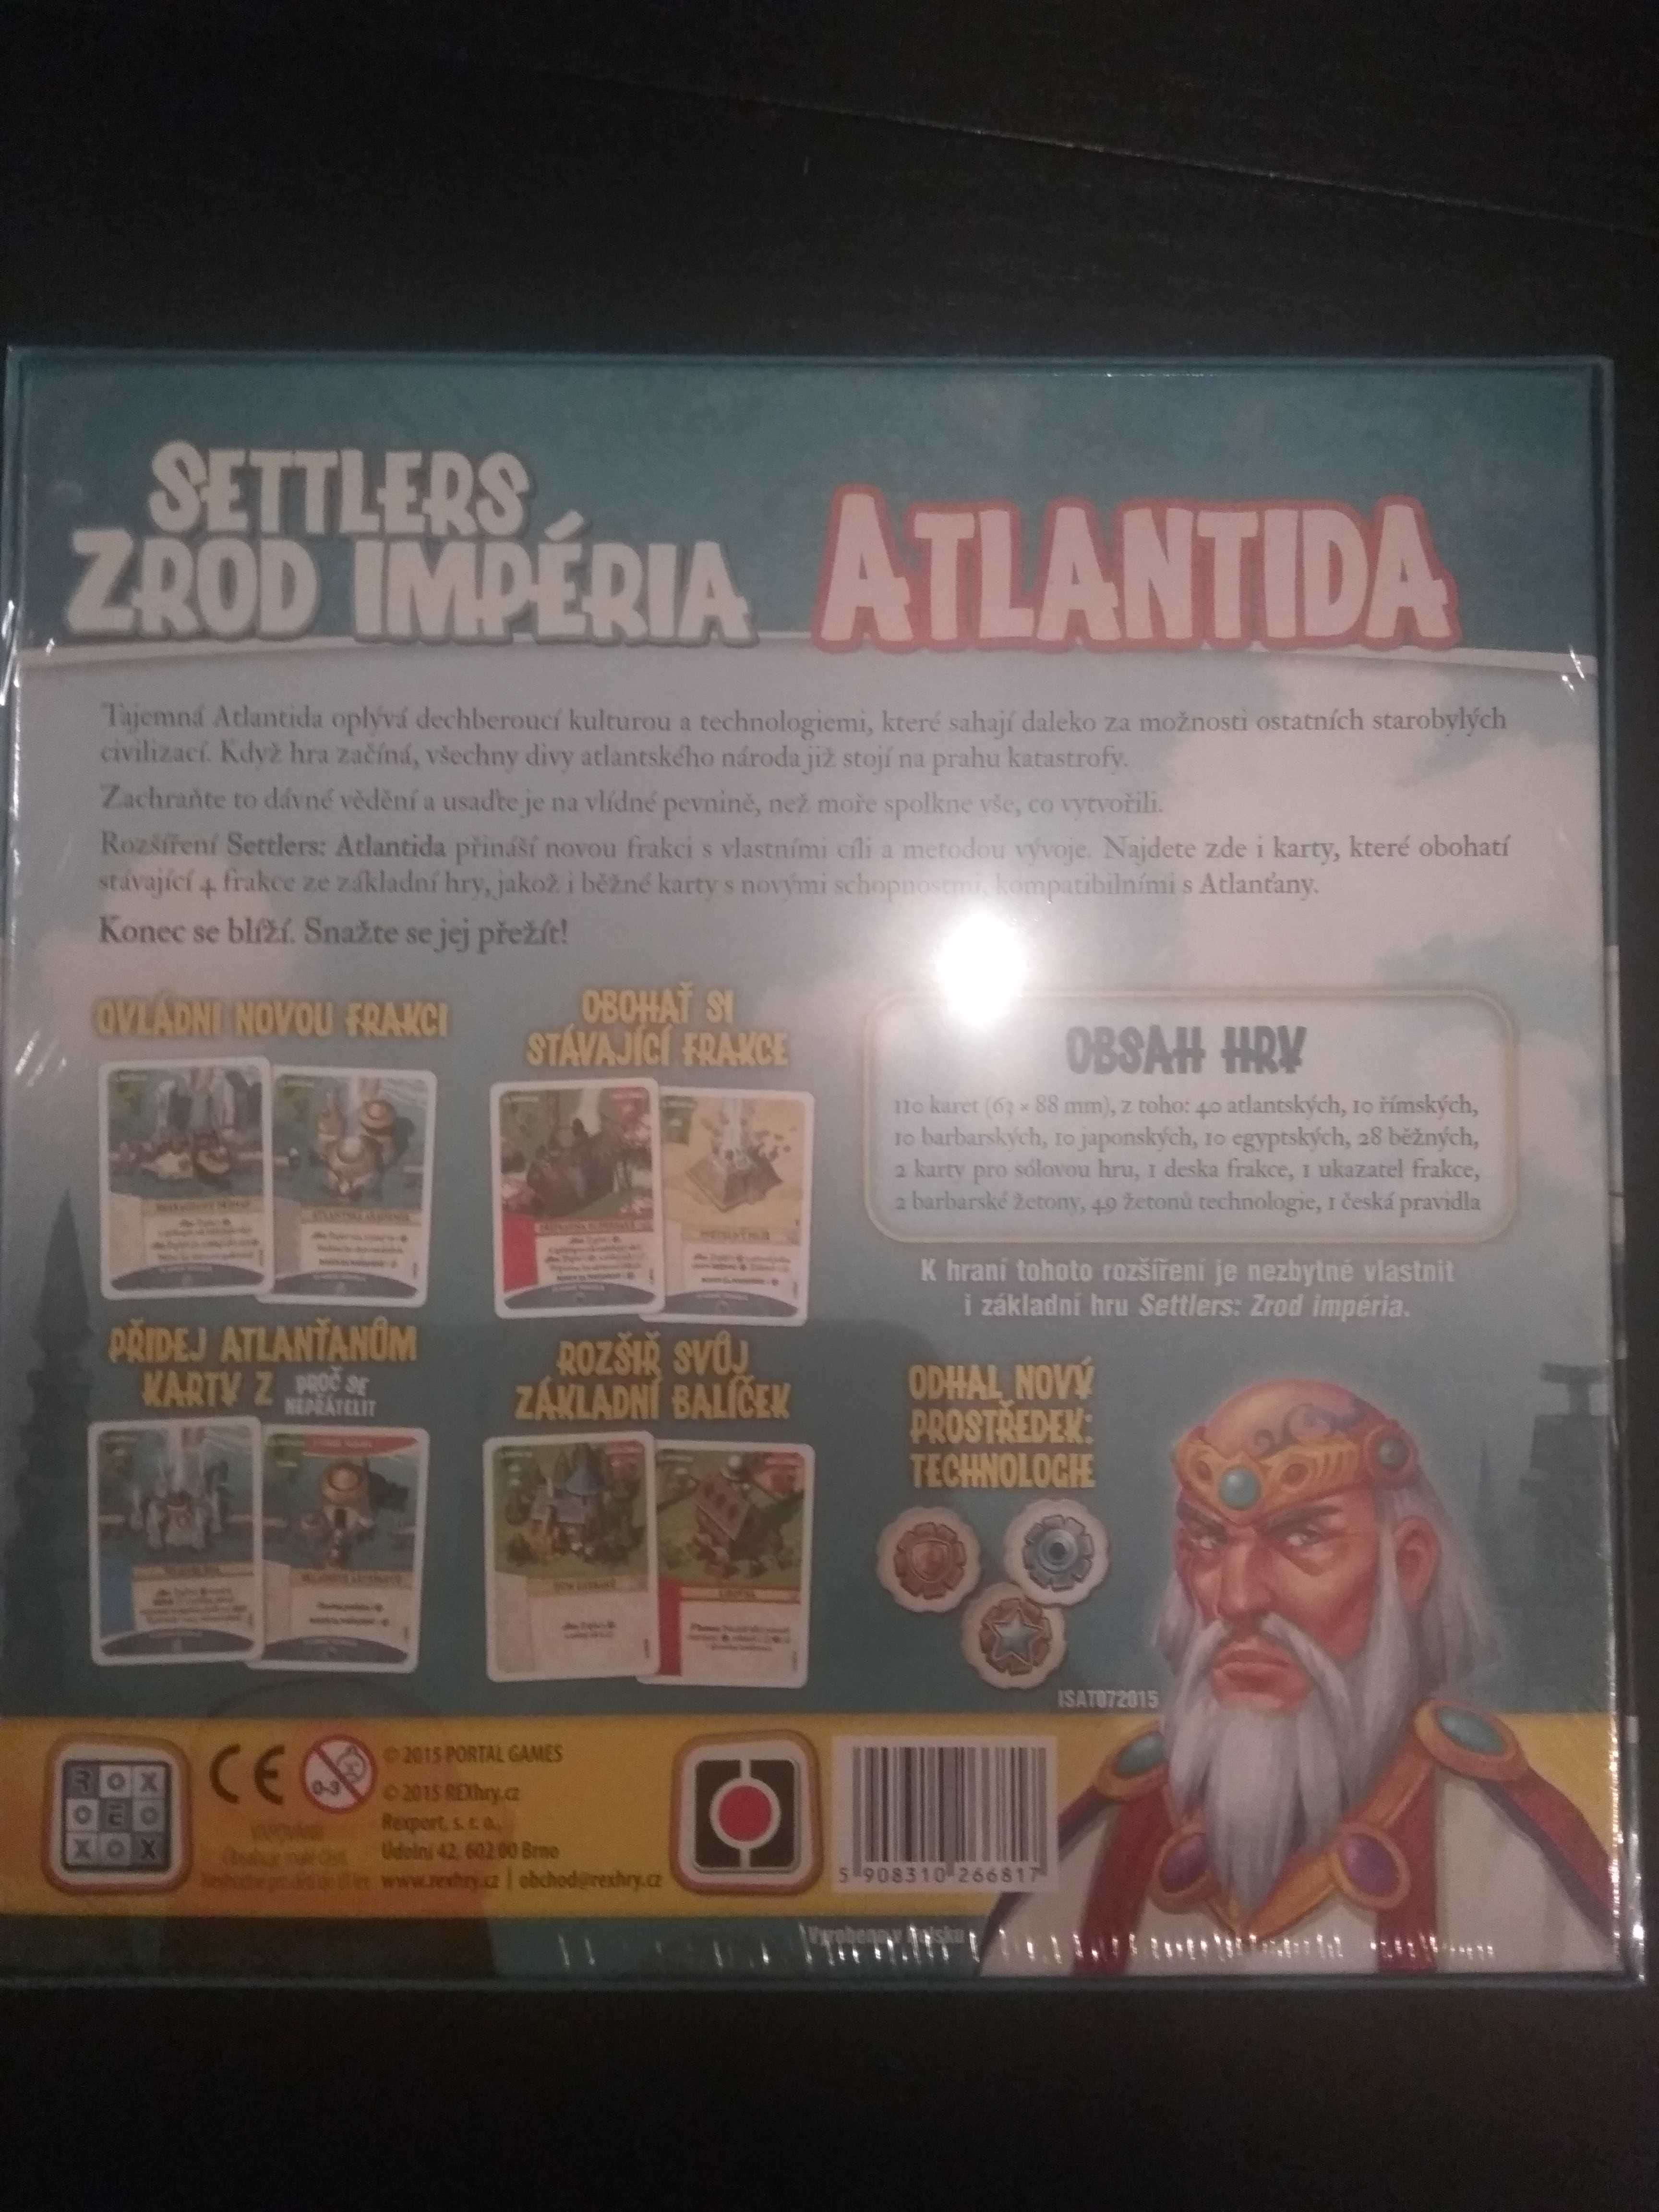 SETTLERS
ZROD IMPÉRIA
ATLANTIDA
Tajemná Atlantida oplývá dechberoucí kulturou a technologiemi, které sahají daleko za možnosti ostatních starobylých
civilizací. Když hra začíná, všechny divy atlantského národa již stojí na prahu katastrofy.
Zachraňte to dávné vědění a usaďte je na vlídné pevnině, než moře spolkne vše, co vytvořili.
Rozšíření Settlers: Atlantida přináší novou frakci s vlastními cíli a metodou vývoje. Najdete zde i karty, které obohatí
stávající 4 frakce ze základní hry, jakož i běžné karty s novými schopnostmi, kompatibilními s Atlanťany.
Konec se blíží. Snažte se jej přežít!
OVLÁDNI NOVOU FRAKCI
OBOHAŤ SI
STÁVAJÍCÍ FRAKCE
PŘIDEJ ATLANŤANŮM
KARTY Z PROČ SE
NEPŘÁTELIT
ROZŠIŘ SVŮJ
ZÁKLADNÍ BALÍČEK
OBSAH HRY
110 karet (63 × 88 mm), z toho: 40 atlantských, 10 římských,
10 barbarských, 10 japonských, 10 egyptských, 28 běžných,
2 karty pro sólovou hru, 1 deska frakce, 1 ukazatel frakce,
2 barbarské žetony, 49 žetonů technologie, 1 česká pravidla
K hraní tohoto rozšíření je nezbytné vlastnit
i základní hru Settlers: Zrod impéria.
ODHAL NOVÝ
PROSTŘEDEK:
TECHNOLOGIE
ISAT072015
R O X
O E O
X O X
CE
0-3
© 2015 PORTAL GAMES
© 2015 REXhry.cz
Rexport, s. r. o.,
Údolní 42, 602 00 Brno
www.rexhry.cz | obchod@rexhry.cz
5 908310 266817
Vyrobeno v Polsku